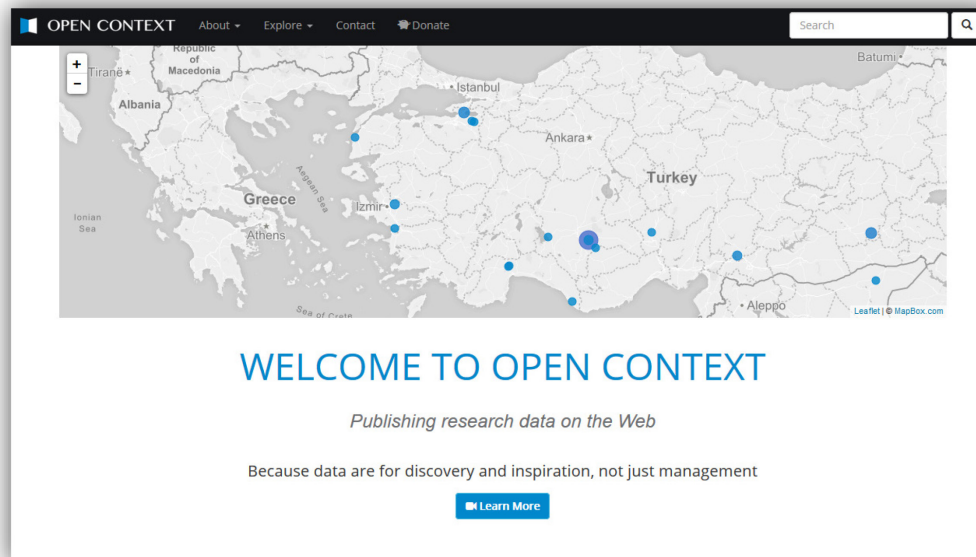 OPEN CONTEXT About Explore Contact Donate Search
+
−
Tiranë
Republic
of
Macedonia
Albania
Istanbul
Batumi
Ankara
Turkey
Aegean
Sea
Greece
Izmir
Ionian
Sea
Athens
Aleppo
Sea of Crete
Leaflet | © MapBox.com
WELCOME TO OPEN CONTEXT
Publishing research data on the Web
Because data are for discovery and inspiration, not just management
Learn More